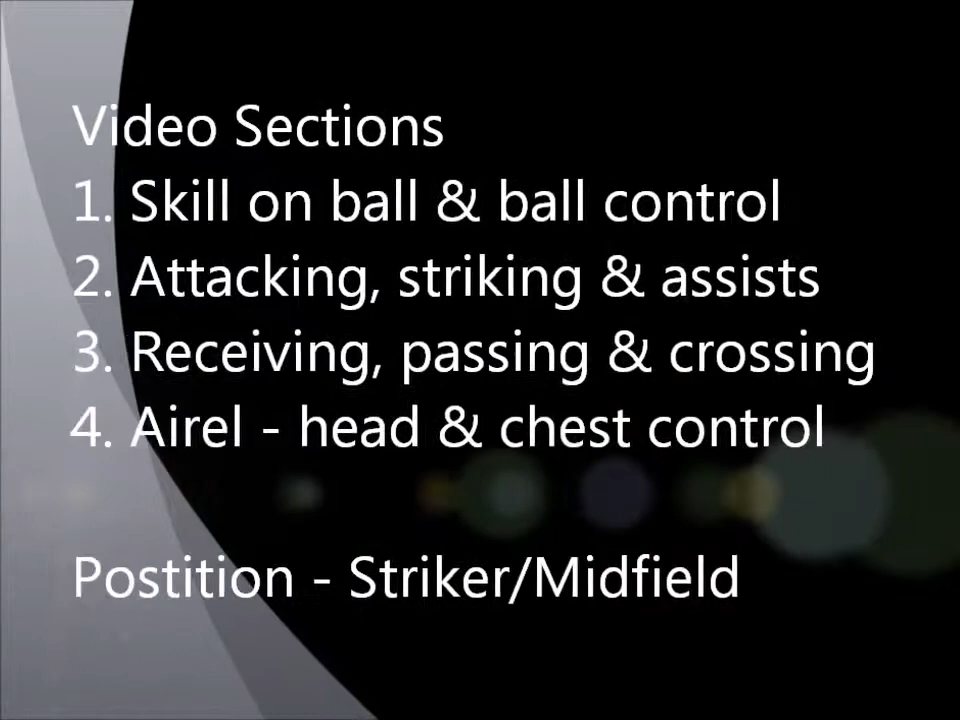 Video Sections
1. Skill on ball & ball control
2. Attacking, striking & assists
3. Receiving, passing & crossing
4. Airel - head & chest control
Postition - Striker/Midfield